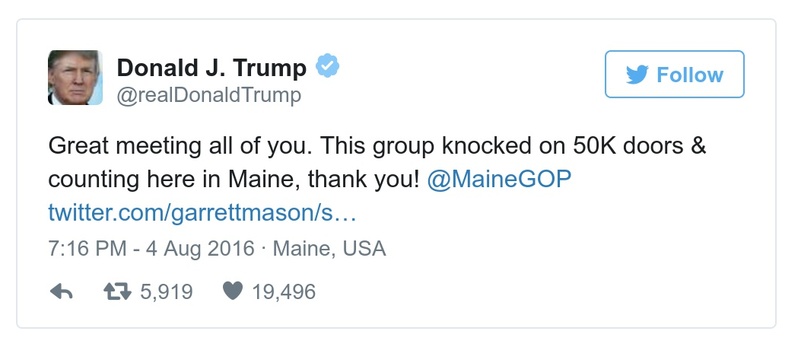 Donald J. Trump
@realDonaldTrump
Follow
Great meeting all of you. This group knocked on 50K doors &
counting here in Maine, thank you! @MaineGOP
twitter.com/garrettmason/s…
7:16 PM - 4 Aug 2016 · Maine, USA
5,919 19,496